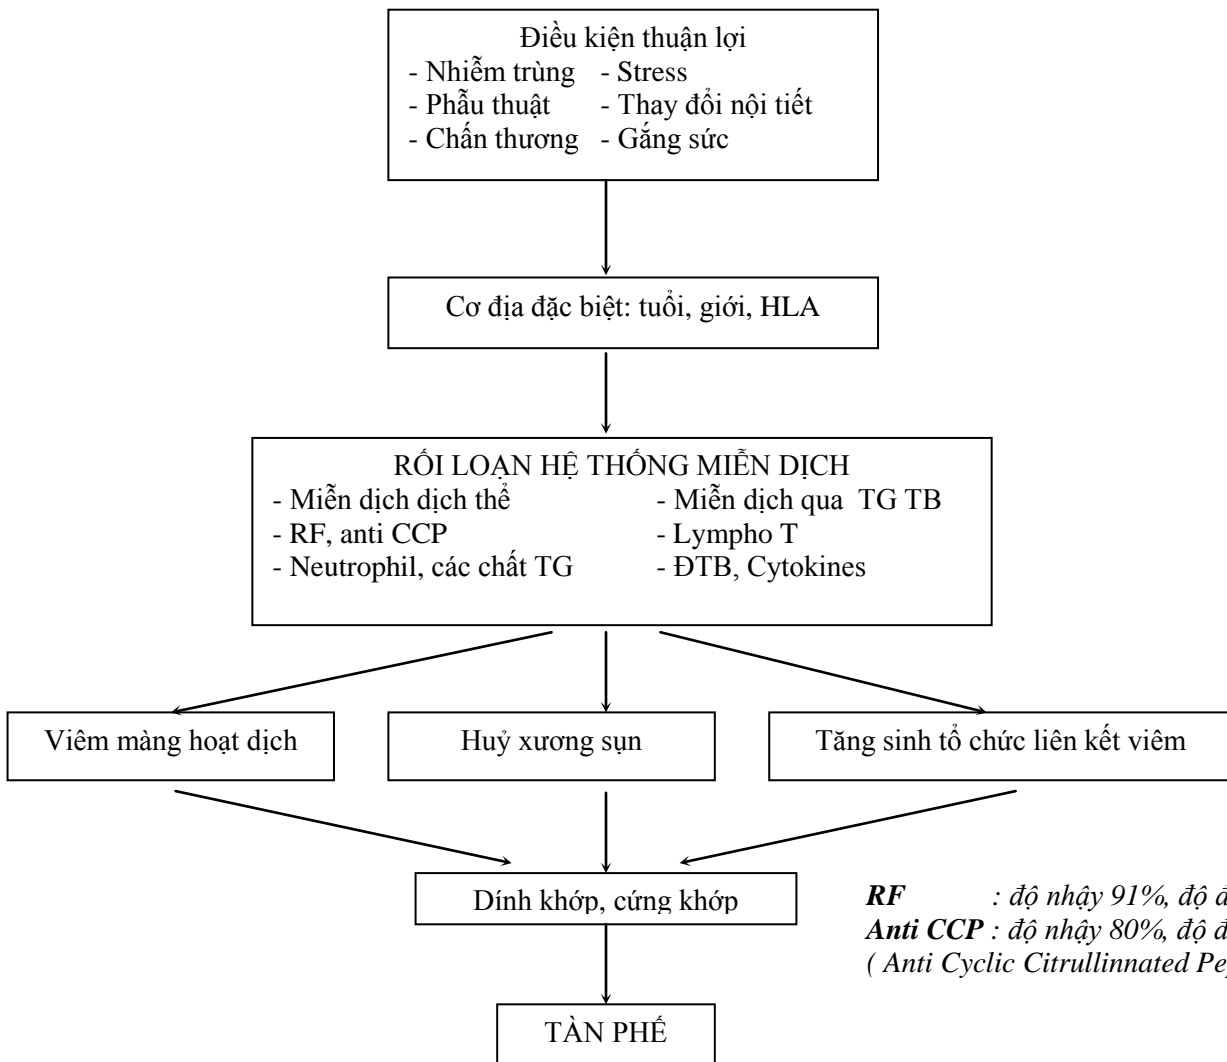 Điều kiện thuận lợi
- Nhiễm trùng - Stress
- Phẫu thuật - Thay đổi nội tiết
- Chấn thương - Gắng sức
Cơ địa đặc biệt: tuổi, giới, HLA
RỐI LOẠN HỆ THỐNG MIỄN DỊCH
- Miễn dịch dịch thể - Miễn dịch qua TG TB
- RF, anti CCP - Lympho T
- Neutrophil, các chất TG - ĐTB, Cytokines
Viêm màng hoạt dịch
Huỷ xương sụn
Tăng sinh tổ chức liên kết viêm
Dính khớp, cứng khớp
RF : độ nhậy 91%, độ
Anti CCP : độ nhậy 80%, độ
( Anti Cyclic Citrullinnated
TÀN PHẾ